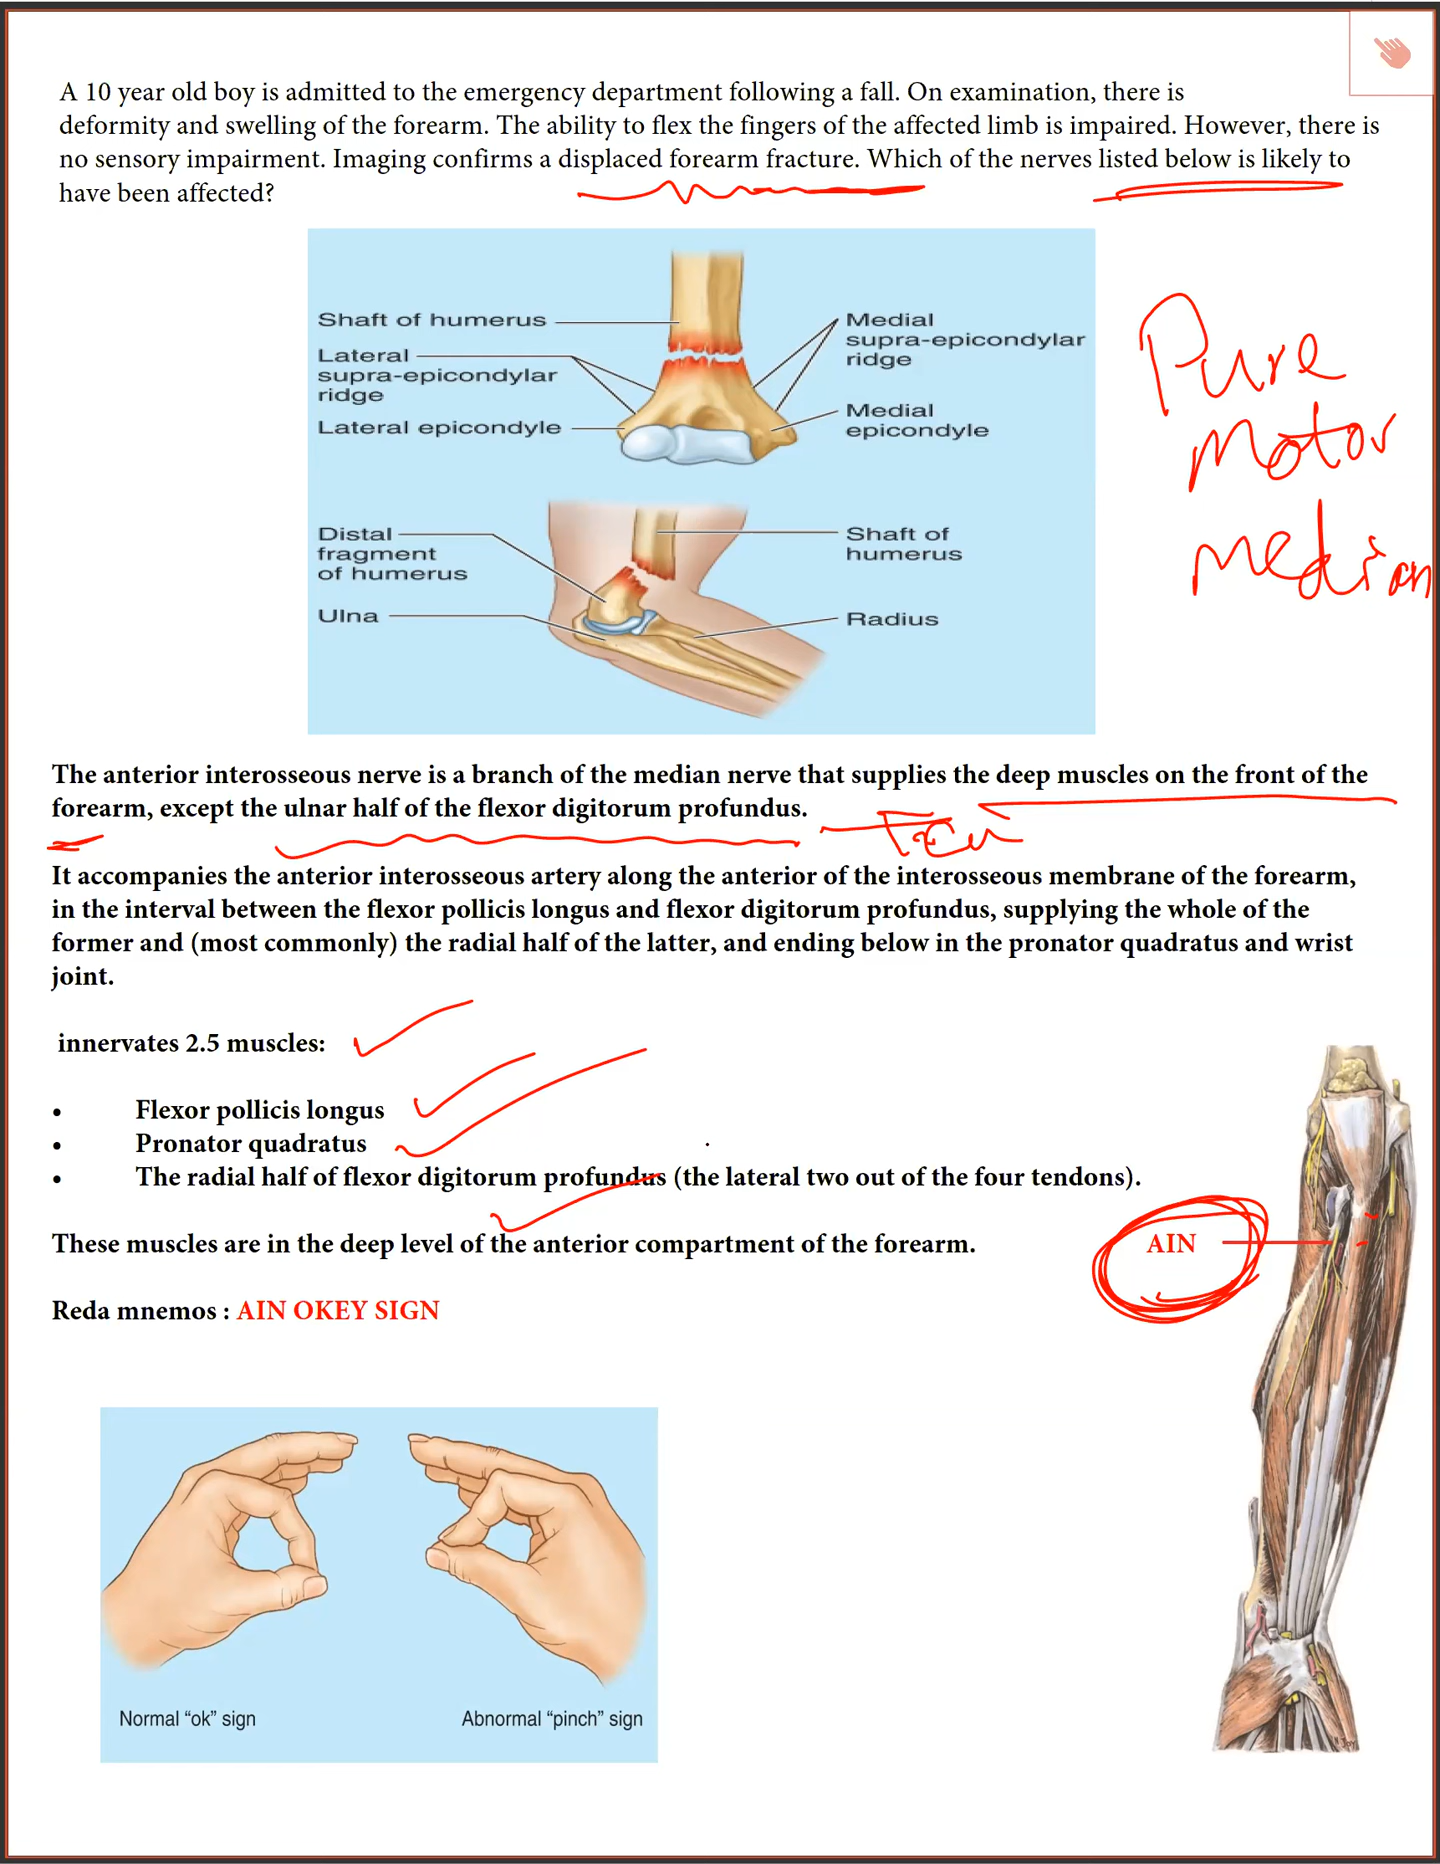 A 10 year old boy is admitted to the emergency department following a fall. On examination, there is
deformity and swelling of the forearm. The ability to flex the fingers of the affected limb is impaired. However, there is
no sensory impairment. Imaging confirms a displaced forearm fracture. Which of the nerves listed below is likely to
have been affected?
Shaft of humerus
Lateral
supra-epicondylar
ridge
Lateral epicondyle
Medial
supra-epicondylar
ridge
Medial
epicondyle
Distal
fragment
of humerus
Ulna
Shaft of
humerus
Radius
Pure
Motor
Median
The anterior interosseous nerve is a branch of the median nerve that supplies the deep muscles on the front of the
forearm, except the ulnar half of the flexor digitorum profundus.
It accompanies the anterior interosseous artery along the anterior of the interosseous membrane of the forearm,
in the interval between the flexor pollicis longus and flexor digitorum profundus, supplying the whole of the
former and (most commonly) the radial half of the latter, and ending below in the pronator quadratus and wrist
joint.
innervates 2.5 muscles:
• Flexor pollicis longus
• Pronator quadratus
• The radial half of flexor digitorum profundus (the lateral two out of the four tendons).
These muscles are in the deep level of the anterior compartment of the forearm.
AIN
Reda mnemos : AIN OKEY SIGN
Normal “ok” sign
Abnormal “pinch” sign